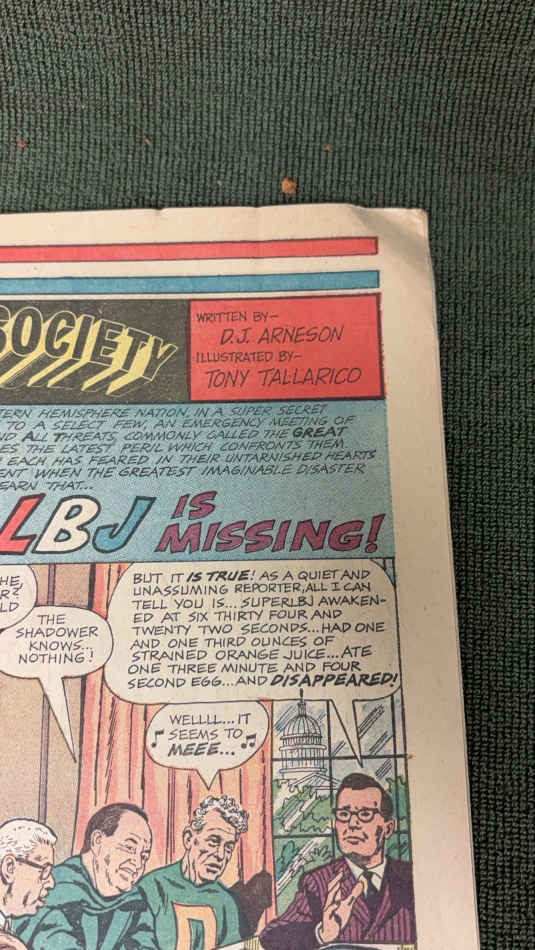 SOCIETY
WRITTEN BY—
D.J. ARNESON
ILLUSTRATED BY—
TONY TALLARICO
TERN HEMISPHERE NATION, IN A SUPER SECRET
TO A SELECT FEW, AN EMERGENCY MEETING OF
ND ALL THREATS, COMMONLY CALLED THE GREAT
ES THE LATEST PERIL WHICH CONFRONTS THEM.
EACH HAS FEARED IN THEIR UNTARNISHED HEARTS
ENT WHEN THE GREATEST IMAGINABLE DISASTER
EARN THAT...
LBJ IS
MISSING!
HE,
R?
LD
THE
SHADOWER
KNOWS...
NOTHING!
BUT IT IS TRUE! AS A QUIET AND
UNASSUMING REPORTER, ALL I CAN
TELL YOU IS... SUPERLBJ AWAKEN-
ED AT SIX THIRTY FOUR AND
TWENTY TWO SECONDS... HAD ONE
AND ONE THIRD OUNCES OF
STRAINED ORANGE JUICE... ATE
ONE THREE MINUTE AND FOUR
SECOND EGG... AND DISAPPEARED!
WELLLL... IT
SEEMS TO
MEEE...